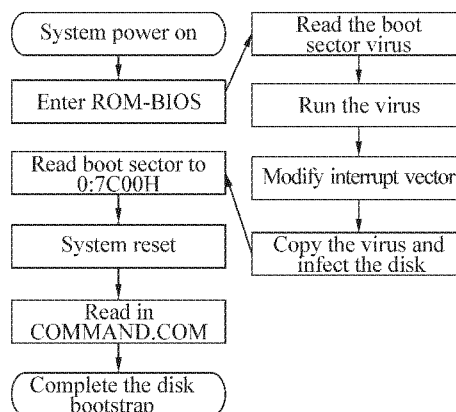 System power on
Enter ROM-BIOS
Read the boot
sector virus
Run the virus
Modify interrupt vector
Copy the virus and
infect the disk
Read boot sector to
0:7C00H
System reset
Read in
COMMAND.COM
Complete the disk
bootstrap